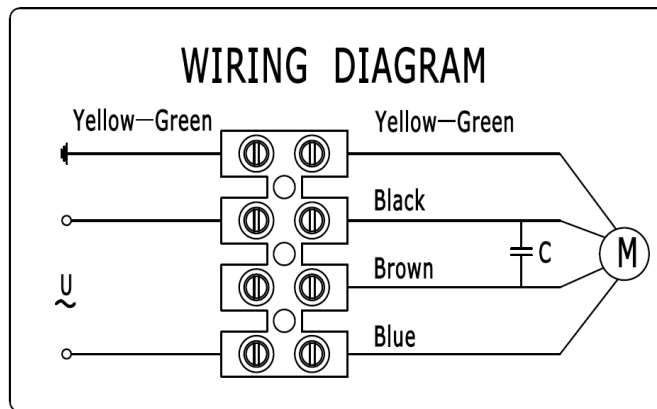 WIRING DIAGRAM
Yellow—Green Yellow—Green
Black
C M
Brown
U
~
Blue